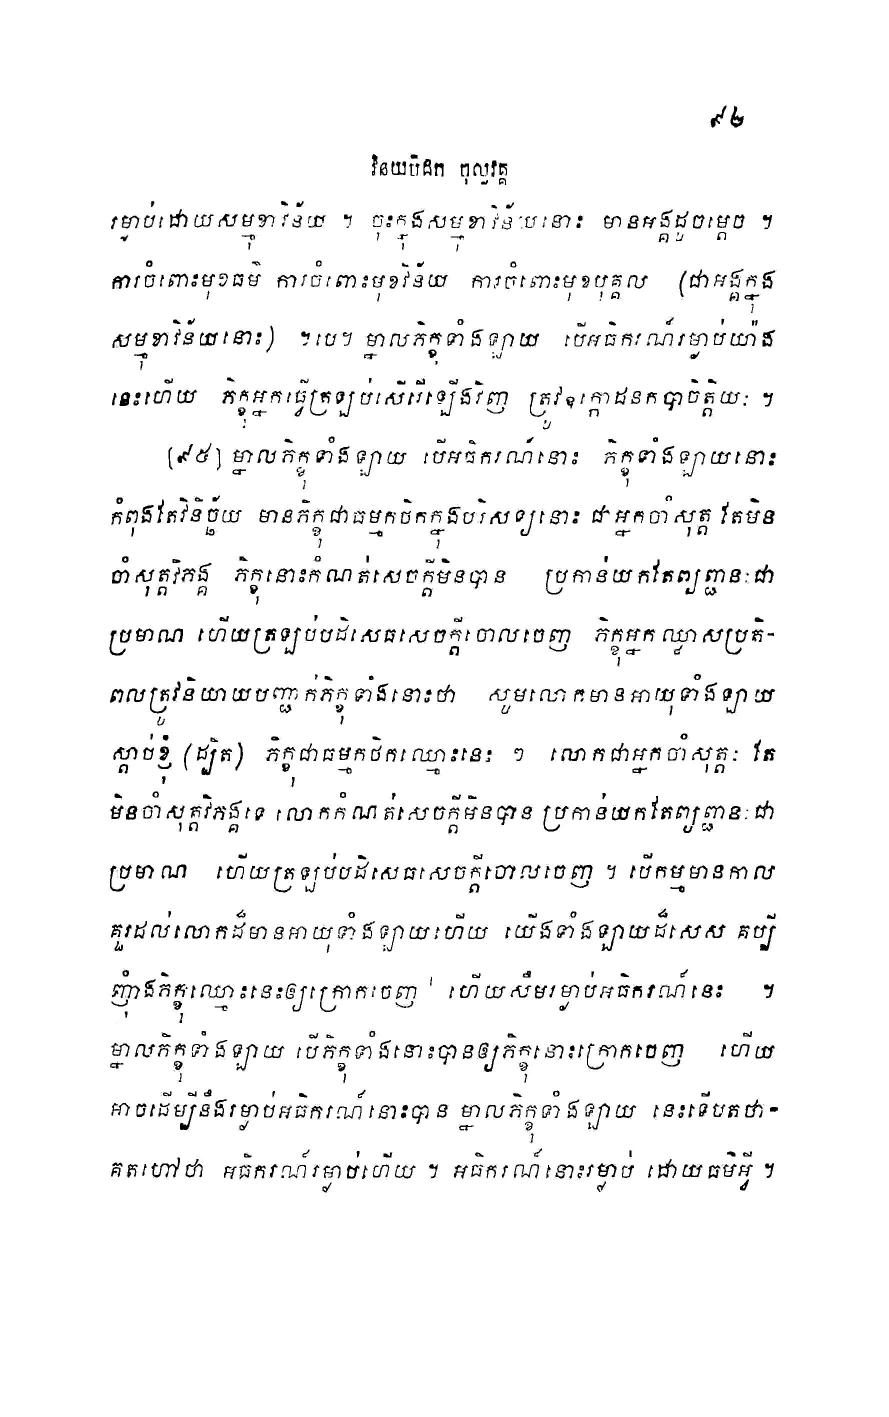 ៩៤
វិនយបិដក ចុល្លវគ្គ
រម្ងាប់ដោយសម្មុខាវិន័យ ។ ចុះក្នុងសម្មុខាវិន័យនោះ មានអង្គដូចម្តេច ។
ការចំពោះមុខធម៌ ការចំពោះមុខវិន័យ ការចំពោះមុខបុគ្គល (ជាអង្គក្នុង
សម្មុខាវិន័យនោះ) ។បេ។ ម្នាលភិក្ខុទាំងឡាយ បើអធិករណ៍រម្ងាប់យ៉ាង
នេះហើយ ភិក្ខុអ្នកធ្វើត្រឡប់សើរើឡើងវិញ ត្រូវឧក្កោដនកបាចិត្តិយៈ ។
(៩៥) ម្នាលភិក្ខុទាំងឡាយ បើអធិករណ៍នោះ ភិក្ខុទាំងឡាយនោះ
កំពុងតែវិនិច្ឆ័យ មានភិក្ខុជាធម្មកថិកក្នុងបរិសទ្យនោះ ជាអ្នកចាំសុត្ត តែមិន
ចាំសុត្តវិភង្គ ភិក្ខុនោះកំណត់សេចក្តីមិនបាន ប្រកាន់យកតែព្យញ្ជនៈជា
ប្រមាណ ហើយត្រឡប់បដិសេធសេចក្តីចោលចេញ ភិក្ខុអ្នកឈ្លាសប្រតិ-
ពលត្រូវនិយាយបញ្ជាក់ភិក្ខុទាំងនោះថា សូមលោកមានអាយុទាំងឡាយ
ស្តាប់ខ្ញុំ (ដ្បិត) ភិក្ខុជាធម្មកថិកឈ្មោះនេះ ៗ លោកជាអ្នកចាំសុត្តៈ តែ
មិនចាំសុត្តវិភង្គទេ លោកកំណត់សេចក្តីមិនបាន ប្រកាន់យកតែព្យញ្ជនៈជា
ប្រមាណ ហើយត្រឡប់បដិសេធសេចក្តីចោលចេញ ។ បើកម្មមានកាល
គួរដល់លោកដ៏មានអាយុទាំងឡាយហើយ យើងទាំងឡាយដ៏សេស គប្បី
ញុំាងភិក្ខុឈ្មោះនេះឲ្យក្រោកចេញ ហើយសឹមរម្ងាប់អធិករណ៍នេះ ។
ម្នាលភិក្ខុទាំងឡាយ បើភិក្ខុទាំងនោះបានឲ្យភិក្ខុនោះក្រោកចេញ ហើយ
អាចដើម្បីនឹងរម្ងាប់អធិករណ៍នោះបាន ម្នាលភិក្ខុទាំងឡាយ នេះទើបតថា-
គតហៅថា អធិករណ៍រម្ងាប់ហើយ ។ អធិករណ៍នោះរម្ងាប់ ដោយធម៌អ្វី ។